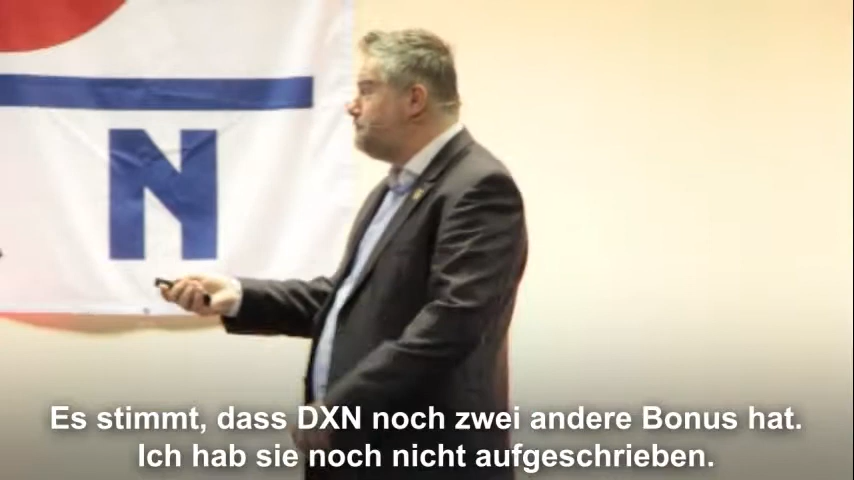 N
Es stimmt, dass DXN noch zwei andere Bonus hat.
Ich hab sie noch nicht aufgeschrieben.